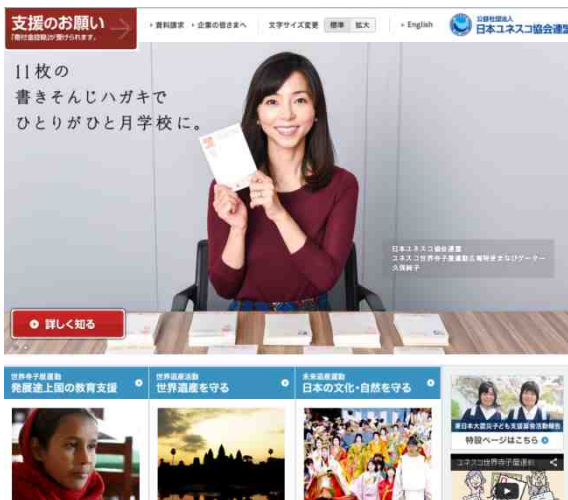 支援のお願い
「寄付金控除」が受けられます。
資料請求
企業の皆さまへ
文字サイズ変更
標準
拡大
English
公益社団法人
日本ユネスコ協会連盟
11枚の
書きそんじハガキで
ひとりがひと月学校に。
日本ユネスコ協会連盟
ユネスコ世界寺子屋運動広報特使まなびゲーター
久保純子
詳しく知る
世界寺子屋運動
発展途上国の教育支援
世界遺産活動
世界遺産を守る
未来遺産運動
日本の文化・自然を守る
東日本大震災子ども支援募金活動報告
特設ページはこちら
ユネスコ世界寺子屋運動